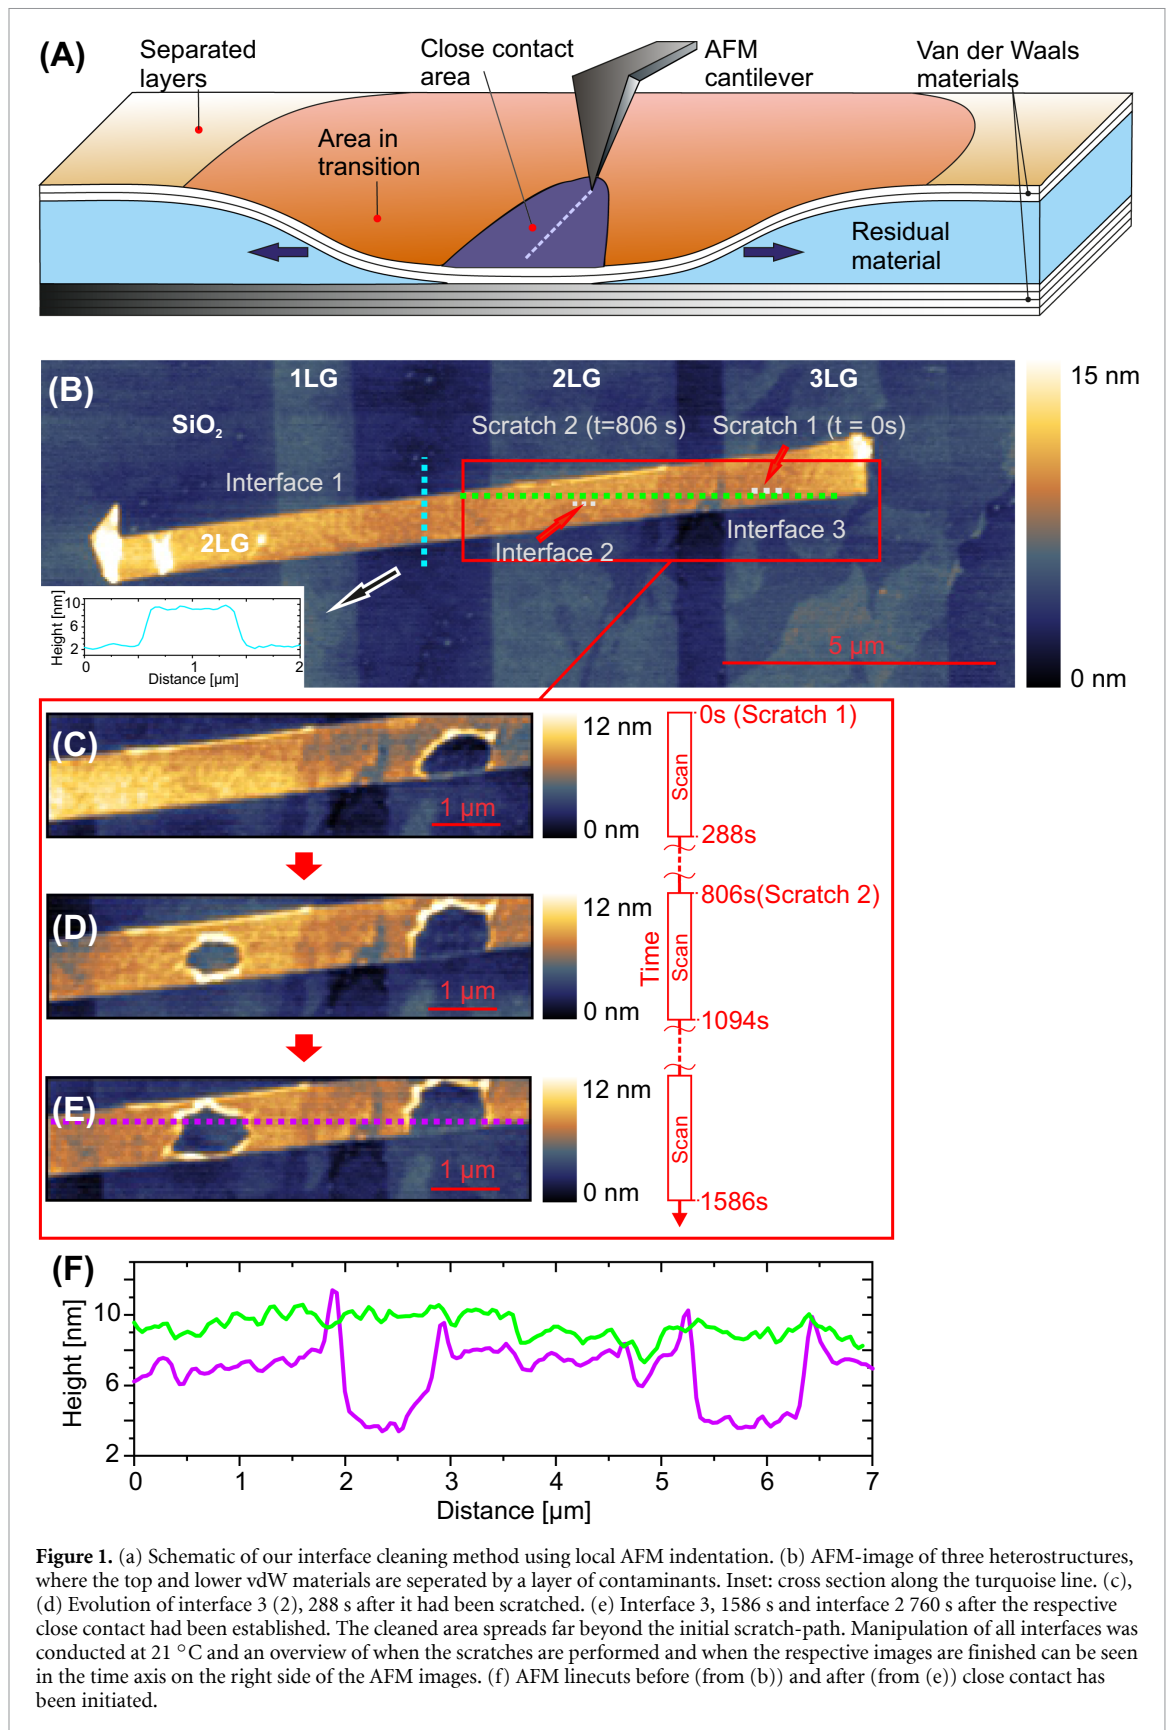 (A)
Separated
layers
Close contact
area
AFM
cantilever
Van der Waals
materials
Area in
transition
Residual
material
(B)
1LG
2LG
3LG
15 nm
SiO2
Scratch 2 (t=806 s)
Scratch 1 (t = 0s)
Interface 1
2LG
Interface 2
Interface 3
Height [nm]
10
6
2
0
1
2
Distance [µm]
5 µm
0 nm
(C)
12 nm
1 µm
0 nm
0s (Scratch 1)
Scan
288s
(D)
12 nm
1 µm
0 nm
806s(Scratch 2)
Time
Scan
1094s
(E)
12 nm
1 µm
0 nm
Scan
1586s
(F)
Height [nm]
10
6
2
0
1
2
3
4
5
6
7
Distance [µm]
Figure 1. (a) Schematic of our interface cleaning method using local AFM indentation. (b) AFM-image of three heterostructures,
where the top and lower vdW materials are seperated by a layer of contaminants. Inset: cross section along the turquoise line. (c),
(d) Evolution of interface 3 (2), 288 s after it had been scratched. (e) Interface 3, 1586 s and interface 2 760 s after the respective
close contact had been established. The cleaned area spreads far beyond the initial scratch-path. Manipulation of all interfaces was
conducted at 21 °C and an overview of when the scratches are performed and when the respective images are finished can be seen
in the time axis on the right side of the AFM images. (f) AFM linecuts before (from (b)) and after (from (e)) close contact has
been initiated.